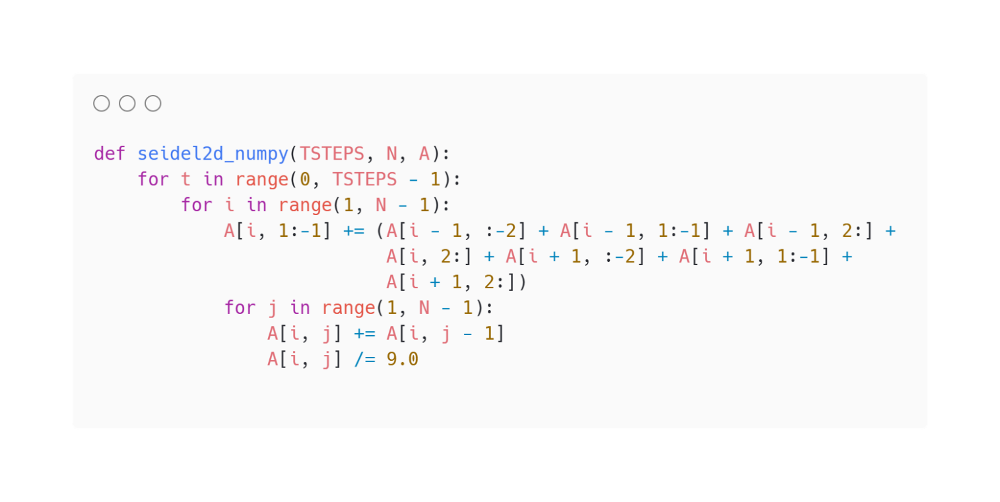 def seidel2d_numpy(TSTEPS, N, A):
    for t in range(0, TSTEPS - 1):
        for i in range(1, N - 1):
            A[i, 1:-1] += (A[i - 1, :-2] + A[i - 1, 1:-1] + A[i - 1, 2:] +
                           A[i, 2:] + A[i + 1, :-2] + A[i + 1, 1:-1] +
                           A[i + 1, 2:])
            for j in range(1, N - 1):
                A[i, j] += A[i, j - 1]
                A[i, j] /= 9.0